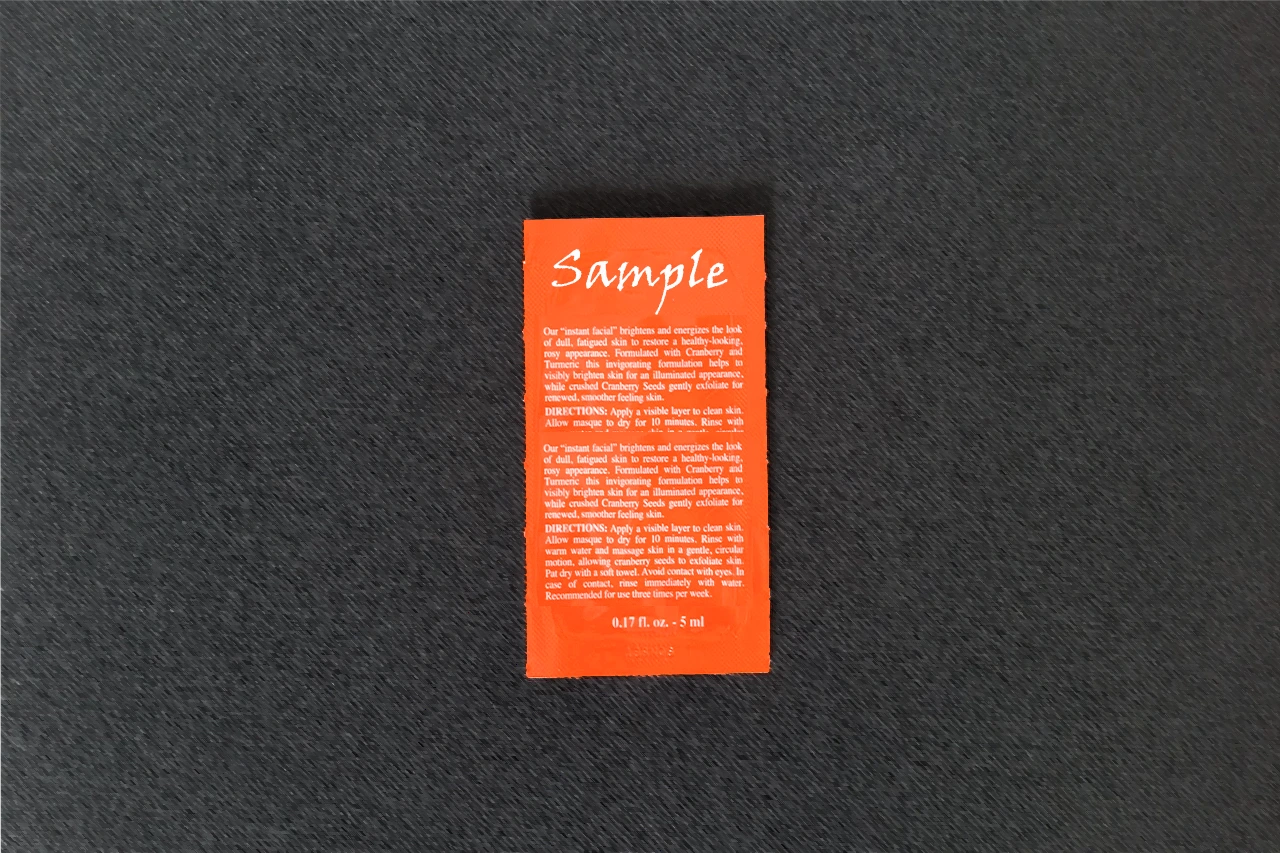 Sample
Our “instant facial” brightens and energizes the look
of dull, fatigued skin to restore a healthy-looking,
rosy appearance. Formulated with Cranberry and
Turmeric this invigorating formulation helps to
visibly brighten skin for an illuminated appearance,
while crushed Cranberry Seeds gently exfoliate for
renewed, smoother feeling skin.
DIRECTIONS: Apply a visible layer to clean skin.
Allow masque to dry for 10 minutes. Rinse with
Our “instant facial” brightens and energizes the look
of dull, fatigued skin to restore a healthy-looking,
rosy appearance. Formulated with Cranberry and
Turmeric this invigorating formulation helps to
visibly brighten skin for an illuminated appearance,
while crushed Cranberry Seeds gently exfoliate for
renewed, smoother feeling skin.
DIRECTIONS: Apply a visible layer to clean skin.
Allow masque to dry for 10 minutes. Rinse with
warm water and massage skin in a gentle, circular
motion, allowing cranberry seeds to exfoliate skin.
Pat dry with a soft towel. Avoid contact with eyes. In
case of contact, rinse immediately with water.
Recommended for use three times per week.
0.17 fl. oz. - 5 ml